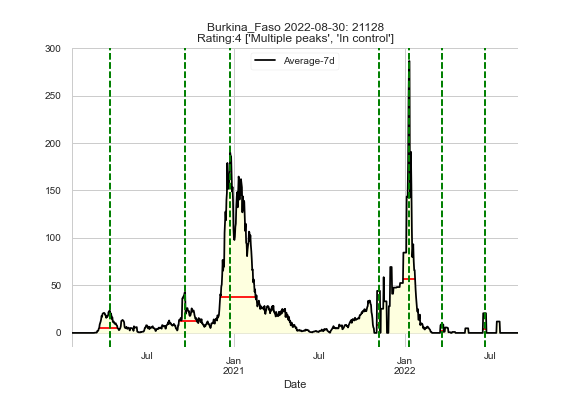 Burkina_Faso 2022-08-30: 21128
Rating:4 ['Multiple peaks', 'In control']
Average-7d
300
250
200
150
100
50
0
Jul
Jan
2021
Jul
Jan
2022
Jul
Date